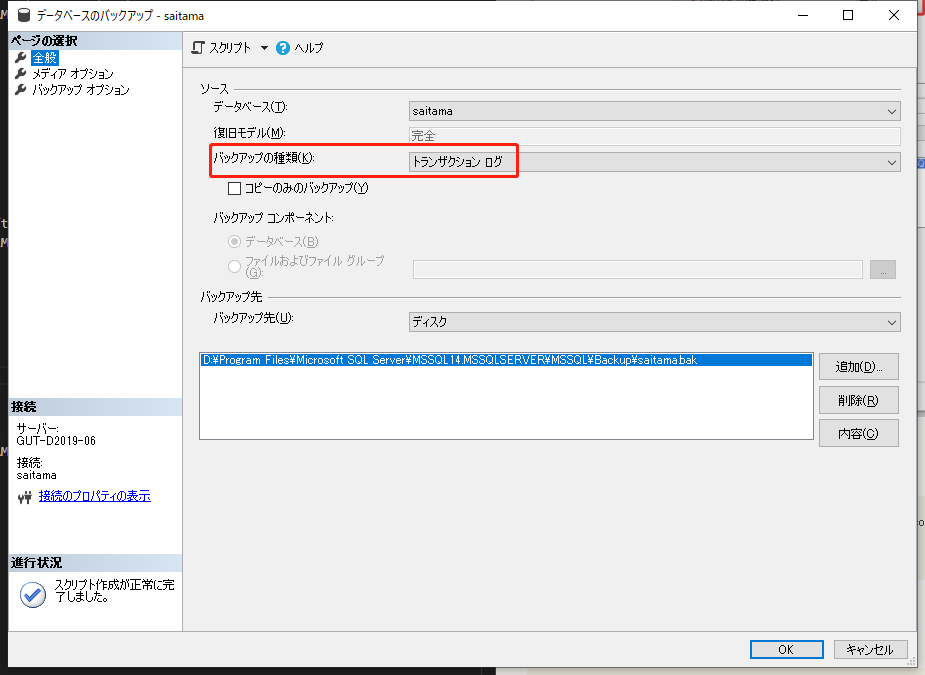 データベースのバックアップ - saitama
ページの選択
全般
メディア オプション
バックアップ オプション
スクリプト
ヘルプ
ソース
データベース(T):
saitama
復旧モデル(M):
完全
バックアップの種類(K):
トランザクション ログ
コピーのみのバックアップ(Y)
バックアップ コンポーネント:
データベース(B)
ファイルおよびファイル グループ
(G):
...
バックアップ先
バックアップ先(U):
ディスク
D:¥Program Files¥Microsoft SQL Server¥MSSQL14.MSSQLSERVER¥MSSQL¥Backup¥saitama.bak
追加(D)...
削除(R)
内容(C)
接続
サーバー:
GUT-D2019-06
接続:
saitama
接続のプロパティの表示
進行状況
スクリプト作成が正常に完
了しました。
OK
キャンセル